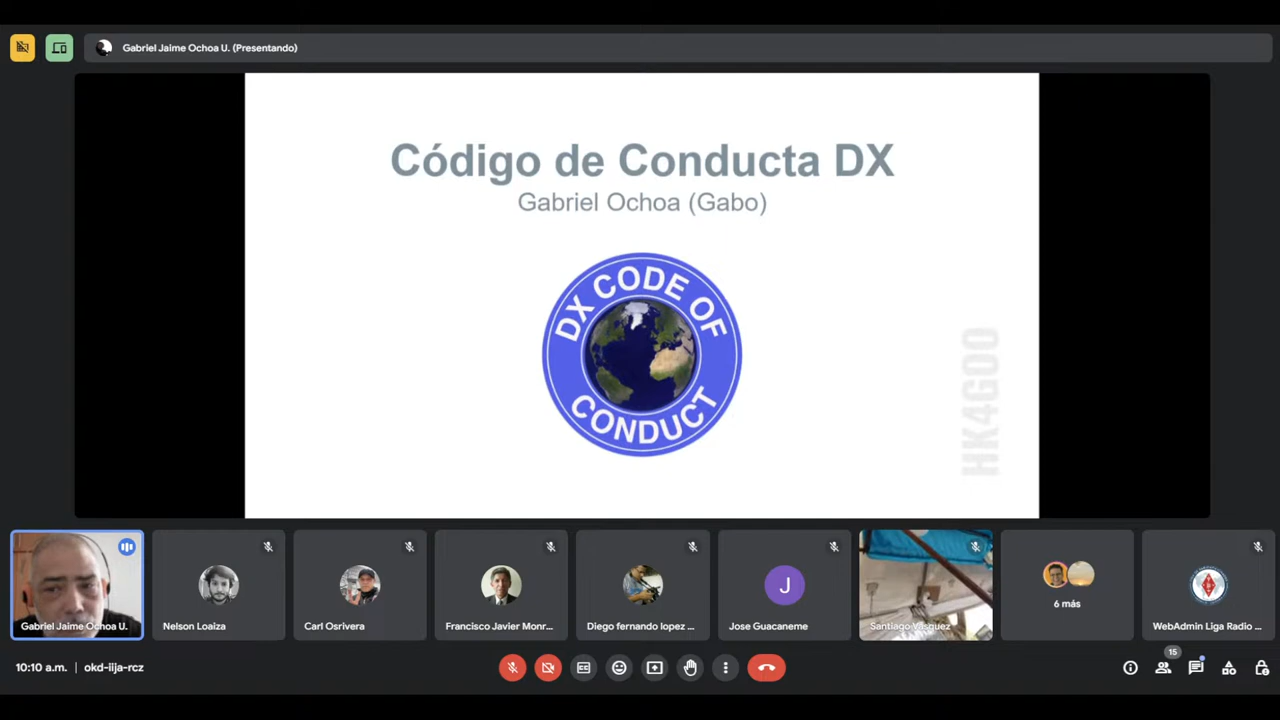 Gabriel Jaime Ochoa U. (Presentando)
Código de Conducta DX
Gabriel Ochoa (Gabo)
DX CODE OF
CONDUCT
HK4GOO
Gabriel Jaime Ochoa U.
Nelson Loaiza
Carl Osrivera
Francisco Javier Monr...
Diego fernando lopez ...
J
Jose Guacaneme
Santiago Vasquez
6 más
WebAdmin Liga Radio ...
10:10 a.m.
okd-iija-rcz
15